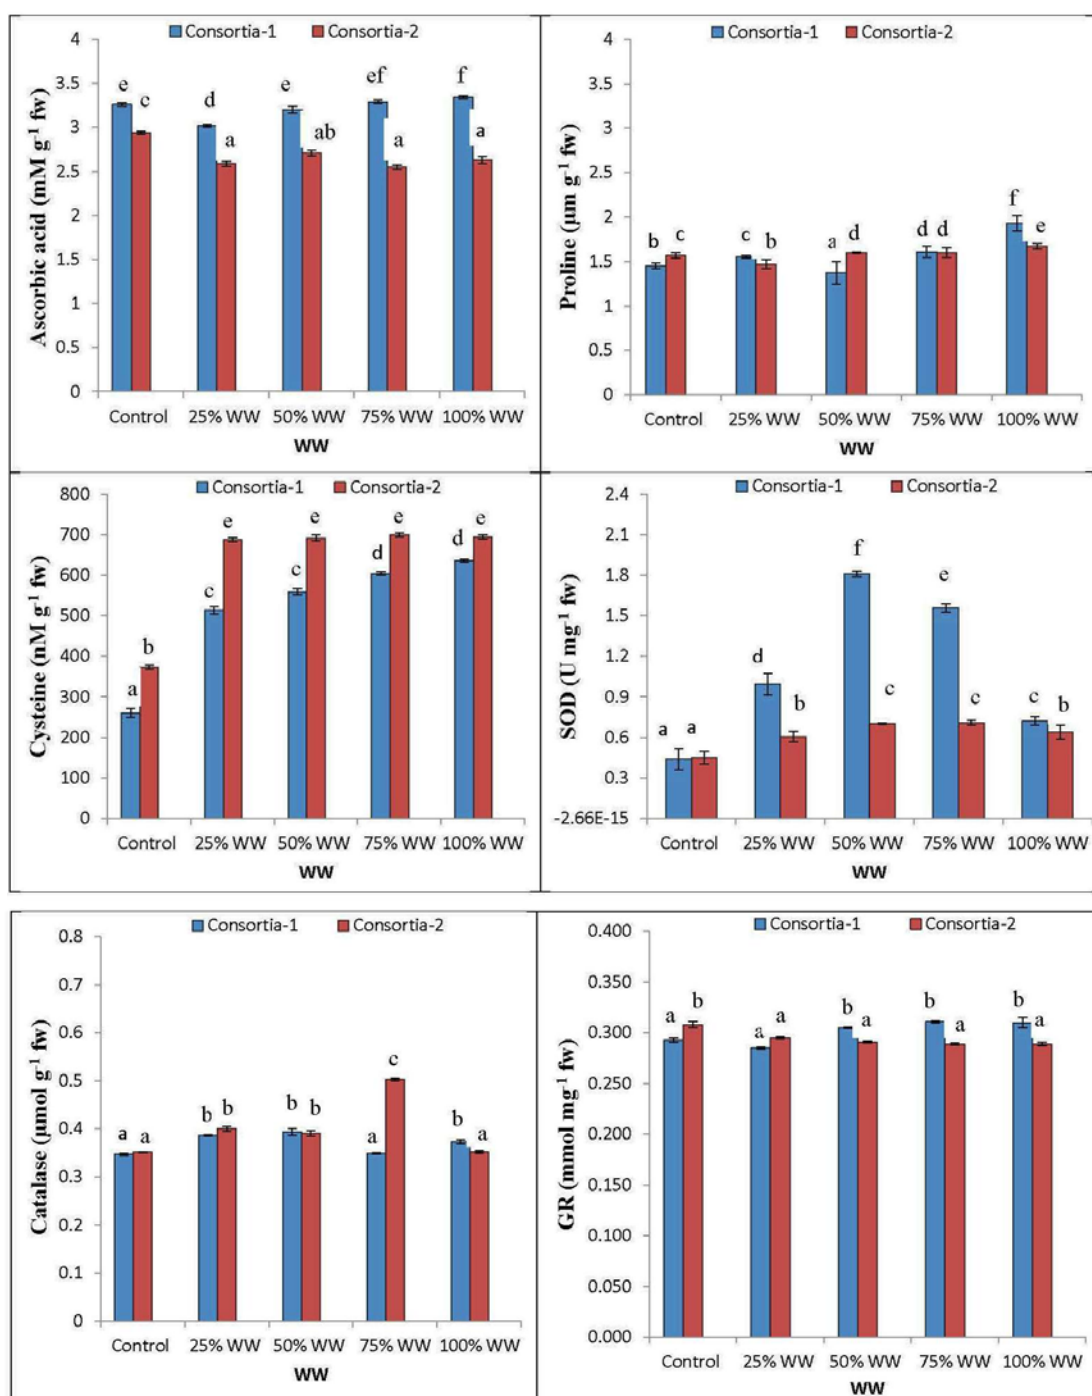 Consortia-1 Consortia-2
4
3.5
3
2.5
2
1.5
1
0.5
0
Ascorbic acid (mM g⁻¹ fw)
e c d a e ab ef a f a
Control 25% WW 50% WW 75% WW 100% WW
WW
Consortia-1 Consortia-2
4
3.5
3
2.5
2
1.5
1
0.5
0
Proline (µm g⁻¹ fw)
b c c b a d d d f e
Control 25% WW 50% WW 75% WW 100% WW
WW
Consortia-1 Consortia-2
800
700
600
500
400
300
200
100
0
Cysteine (nM g⁻¹ fw)
a b c e c e d e d e
Control 25% WW 50% WW 75% WW 100% WW
WW
Consortia-1 Consortia-2
2.4
2.1
1.8
1.5
1.2
0.9
0.6
0.3
-2.66E-15
SOD (U mg⁻¹ fw)
a a d b f c e c c b
Control 25% WW 50% WW 75% WW 100% WW
WW
Consortia-1 Consortia-2
0.8
0.7
0.6
0.5
0.4
0.3
0.2
0.1
0
Catalase (µmol g⁻¹ fw)
a a b b b b a c b a
Control 25% WW 50% WW 75% WW 100% WW
WW
Consortia-1 Consortia-2
0.400
0.350
0.300
0.250
0.200
0.150
0.100
0.050
0.000
GR (mmol mg⁻¹ fw)
a b a a b a b a b a
Control 25% WW 50% WW 75% WW 100% WW
WW